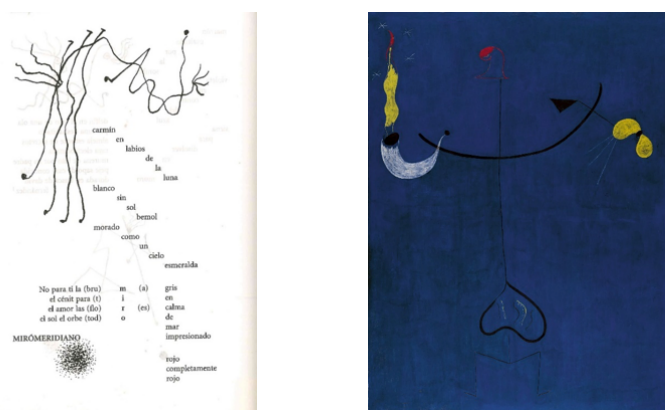 carmín
en
labios
de
la
luna
blanco
sin
sol
bemol
morado
como
un
cielo
esmeralda
No para ti la (bru) m (a) gris
el cénit para (t) i en
el amor las (flo) r (es) calma
el sol el orbe (tod) o de
mar
MIRÓMERIDIANO impresionado
rojo
completamente
rojo